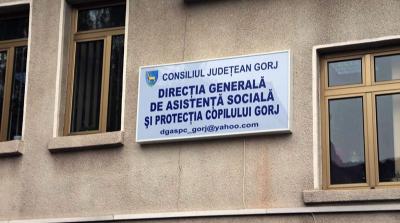 CONSILIUL JUDEȚEAN GORJ
DIRECȚIA GENERALĂ
DE ASISTENȚĂ SOCIALĂ
ȘI PROTECȚIA COPILULUI GORJ
dgaspc_gorj@yahoo.com